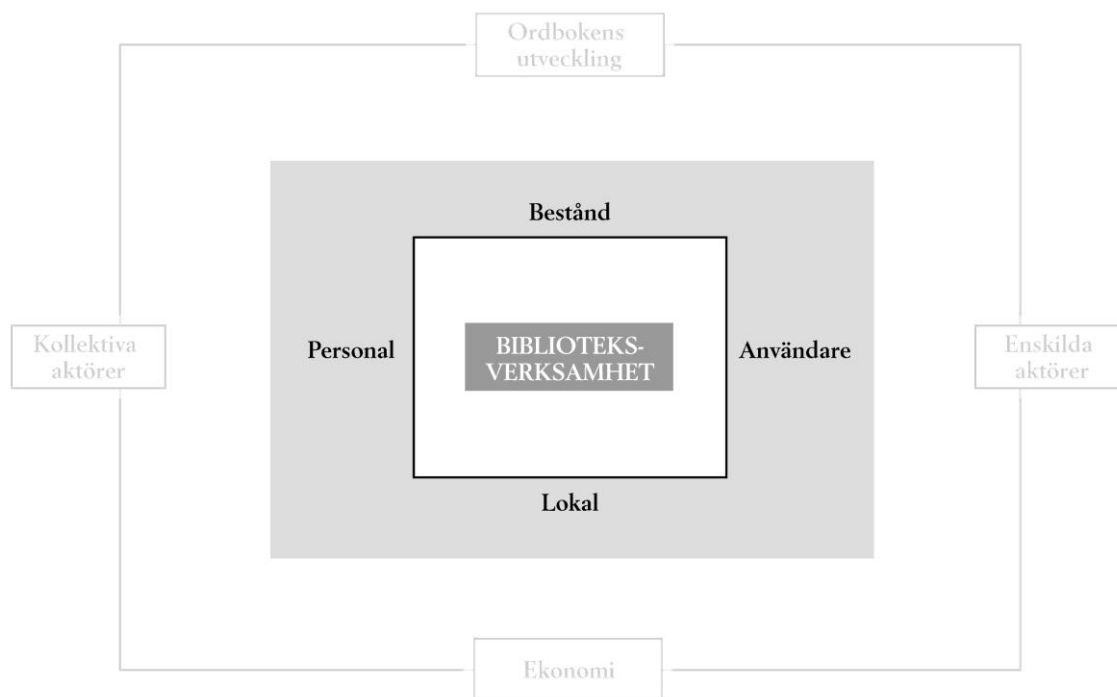 Ordbokens
utveckling
Bestånd
Kollektiva
aktörer
Personal
BIBLIOTEKS-
VERKSAMHET
Användare
Enskilda
aktörer
Lokal
Ekonomi